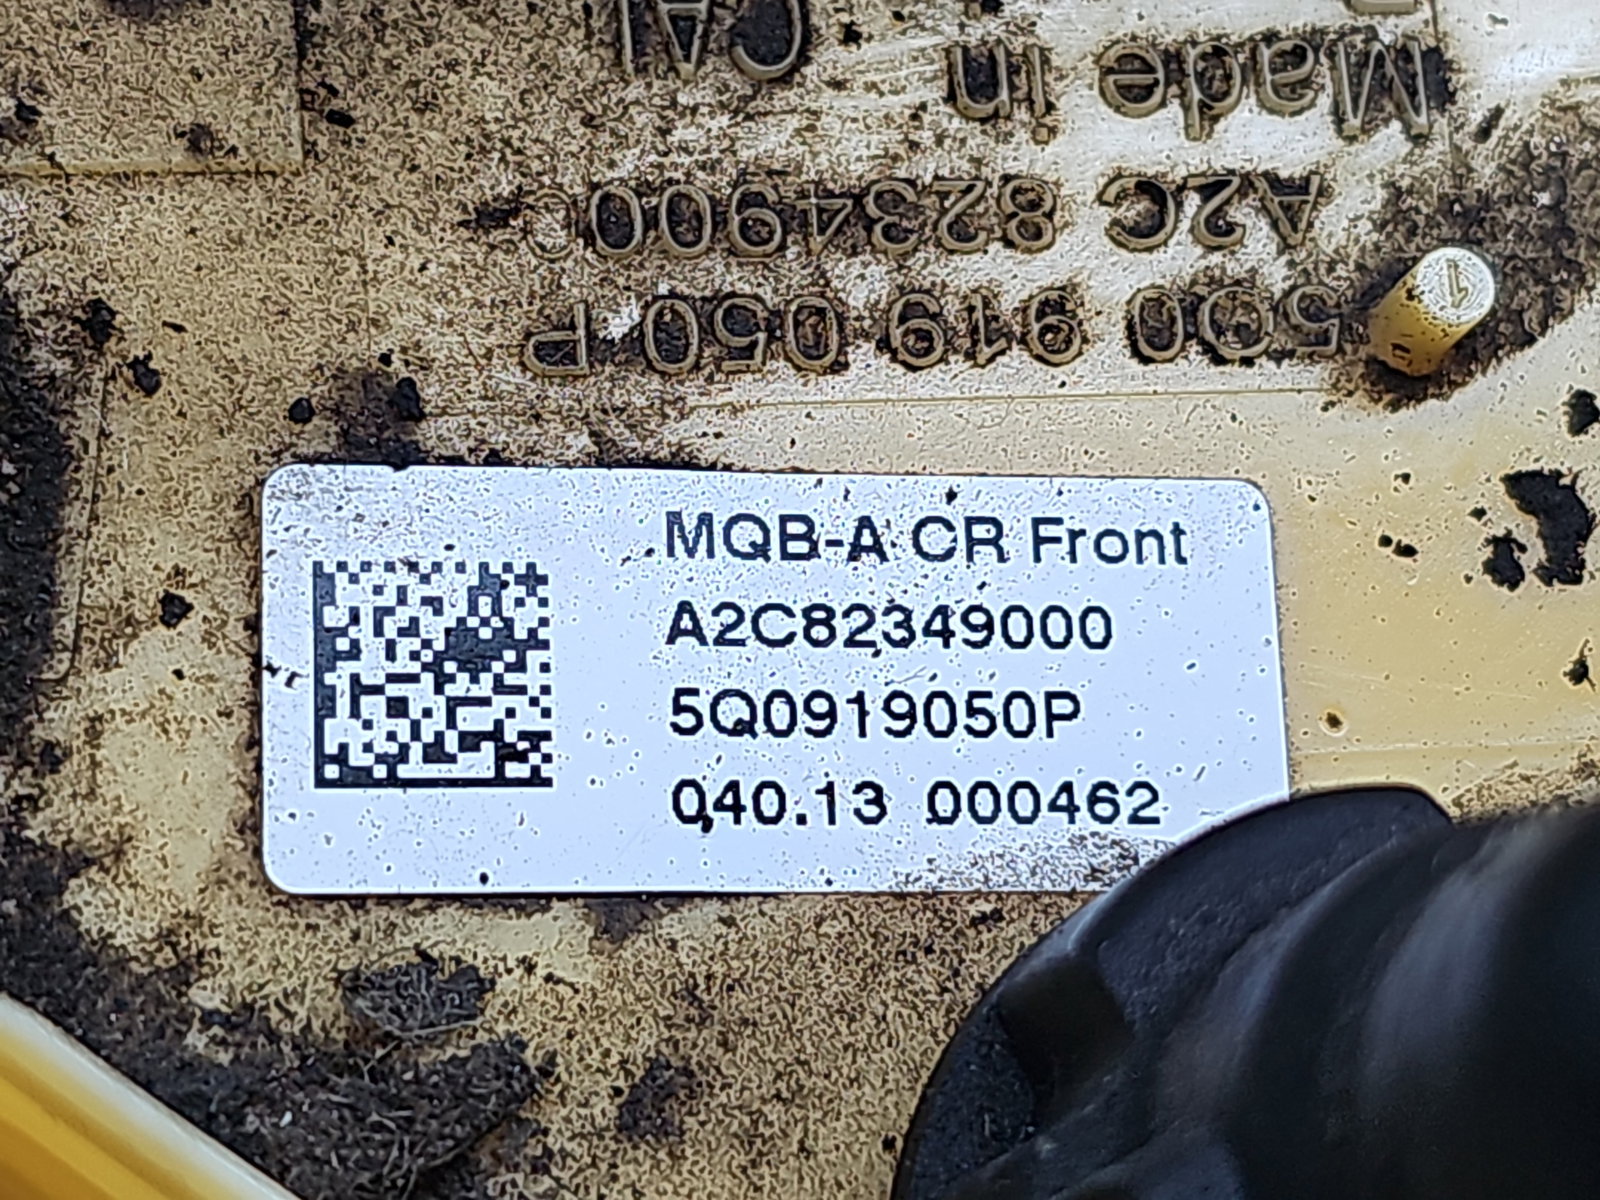 MQB-A CR Front
A2C82349000
5Q0919050P
040.13 000462
5Q0 919 050 P
A2C 82349000
Made in